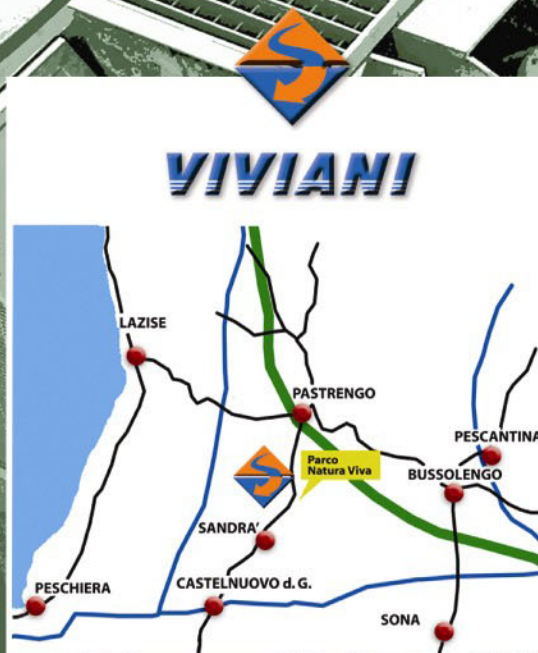 VIVIANI
LAZISE
PASTRENGO
PESCANTINA
Parco
Natura Viva
BUSSOLENGO
SANDRA'
PESCHIERA
CASTELNUOVO d. G.
SONA